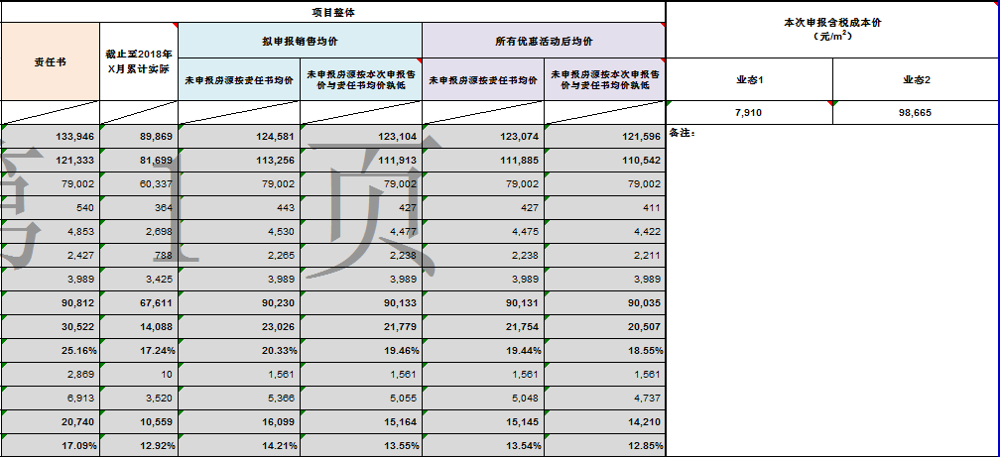 项目整体
本次申报含税成本价
（元/m²）
责任书
截止至2018年
X月累计实际
拟申报销售均价
所有优惠活动后均价
未申报房源按责任书均价
未申报房源按本次申报售
价与责任书均价孰低
未申报房源按责任书均价
未申报房源按本次申报售
价与责任书均价孰低
业态1
业态2
7,910 98,665
备注：
133,946 89,869 124,581 123,104 123,074 121,596
121,333 81,699 113,256 111,913 111,885 110,542
79,002 60,337 79,002 79,002 79,002 79,002
540 364 443 427 427 411
4,853 2,698 4,530 4,477 4,475 4,422
2,427 788 2,265 2,238 2,238 2,211
3,989 3,425 3,989 3,989 3,989 3,989
90,812 67,611 90,230 90,133 90,131 90,035
30,522 14,088 23,026 21,779 21,754 20,507
25.16% 17.24% 20.33% 19.46% 19.44% 18.55%
2,869 10 1,561 1,561 1,561 1,561
6,913 3,520 5,366 5,055 5,048 4,737
20,740 10,559 16,099 15,164 15,145 14,210
17.09% 12.92% 14.21% 13.55% 13.54% 12.85%
第 1 页